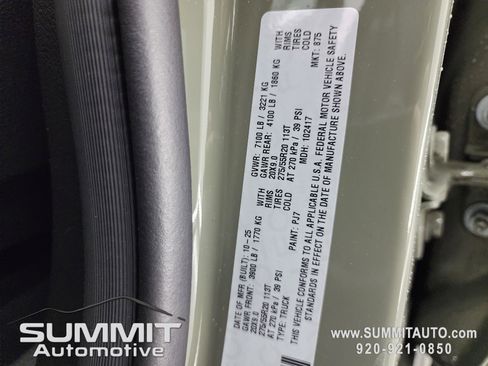 DATE OF MFR (BUILT): 10-25 GVWR: 7100 LB / 3221 KG
GAWR FRONT: 3900 LB / 1770 KG WITH GAWR REAR: 4100 LB / 1860 KG WITH
20X9.0 RIMS 20X9.0 RIMS
275/55R20 113T TIRES 275/55R20 113T TIRES
AT 270 kPa / 39 PSI COLD AT 270 kPa / 39 PSI COLD
TYPE: TRUCK PAINT: PJ7 MDH: 102417 MKT: 875
THIS VEHICLE CONFORMS TO ALL APPLICABLE U.S.A. FEDERAL MOTOR VEHICLE SAFETY
STANDARDS IN EFFECT ON THE DATE OF MANUFACTURE SHOWN ABOVE.
SUMMIT
Automotive
WWW.SUMMITAUTO.COM
920-921-0850